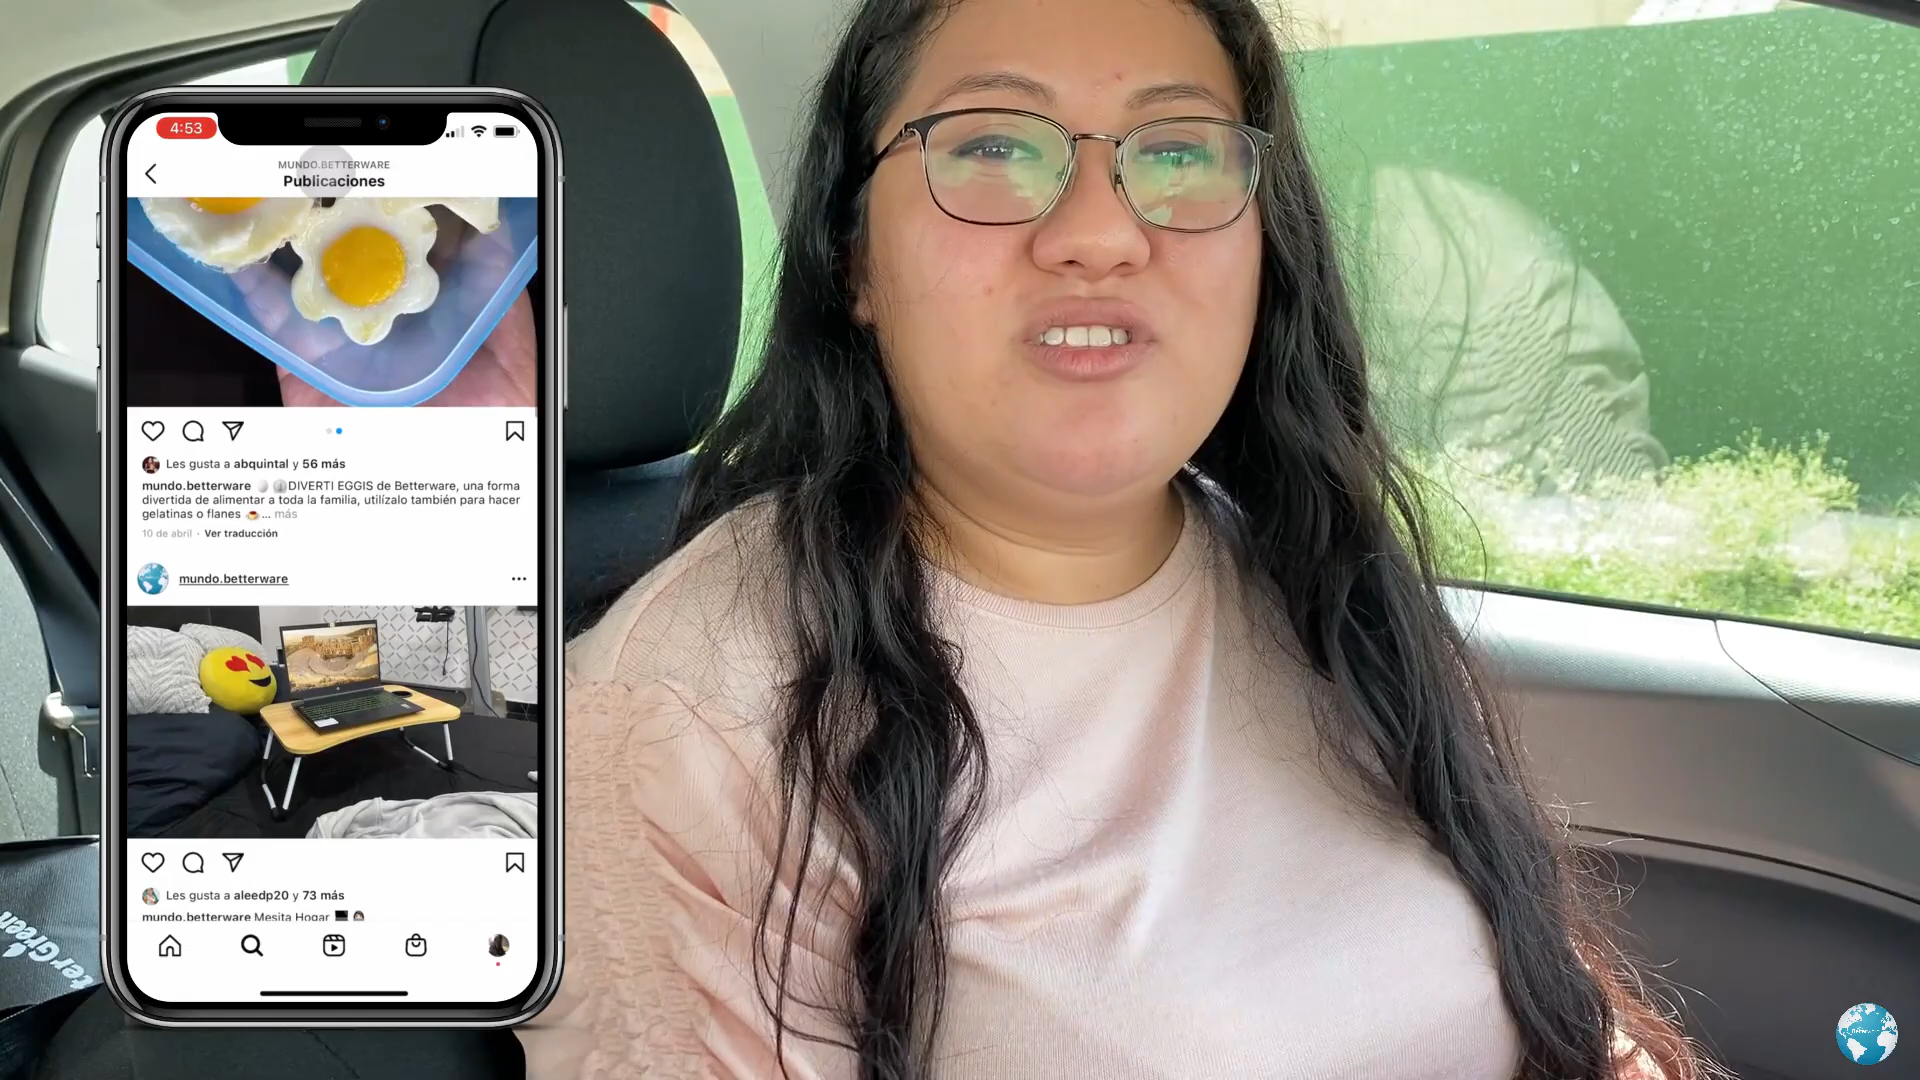 4:53
MUNDO.BETTERWARE
Publicaciones
Les gusta a abquintal y 56 más
mundo.betterware 🥚 🍳DIVERTI EGGIS de Betterware, una forma
divertida de alimentar a toda la familia, utilízalo también para hacer
gelatinas o flanes 🍮... más
10 de abril · Ver traducción
mundo.betterware
Les gusta a aleedp20 y 73 más
mundo.betterware Mesita Hogar
Betterware